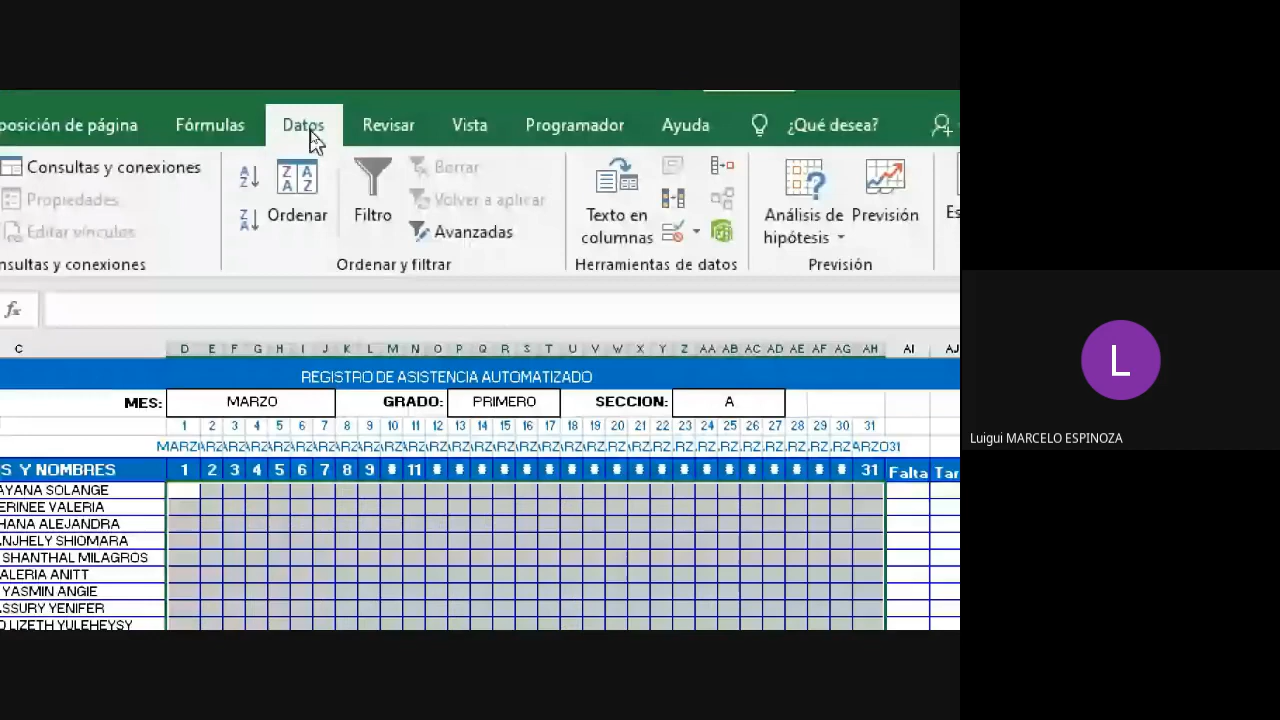 posición de página Fórmulas Datos Revisar Vista Programador Ayuda ¿Qué desea?
Consultas y conexiones
Propiedades
Editar vínculos
nsultas y conexiones
Ordenar
Filtro
Borrar
Volver a aplicar
Avanzadas
Ordenar y filtrar
Texto en
columnas
Herramientas de datos
Análisis de
hipótesis
Previsión
Previsión
Es
fx
C D E F G H I J K L M N O P Q R S T U V W X Y Z AA AB AC AD AE AF AG AH AI AJ
REGISTRO DE ASISTENCIA AUTOMATIZADO
MES: MARZO GRADO: PRIMERO SECCION: A
1 2 3 4 5 6 7 8 9 10 11 12 13 14 15 16 17 18 19 20 21 22 23 24 25 26 27 28 29 30 31
S Y NOMBRES 1 2 3 4 5 6 7 8 9 # 11 # # # # # # # # # # # # # # # # # # # 31 Falta Tar
AYANA SOLANGE
ERINEE VALERIA
HANA ALEJANDRA
ANJHELY SHIOMARA
SHANTHAL MILAGROS
ALERIA ANITT
YASMIN ANGIE
ASSURY YENIFER
O LIZETH YULEHEYSY
L
Luigui MARCELO ESPINOZA